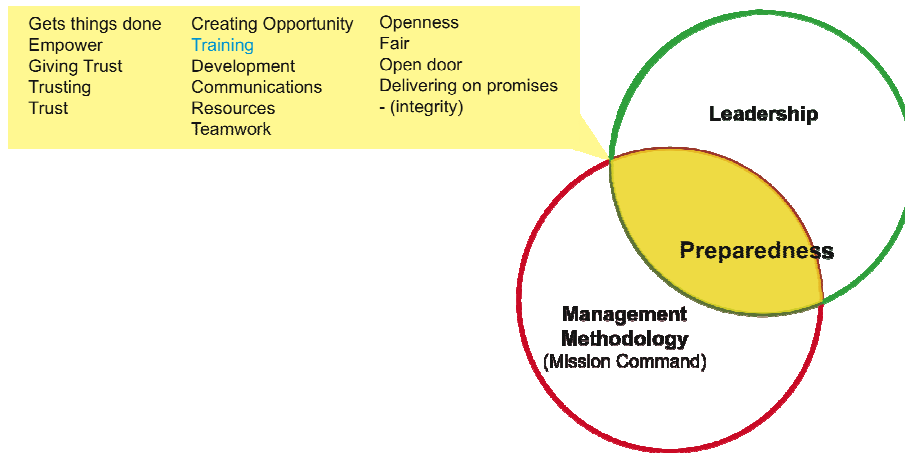 Gets things done
Empower
Giving Trust
Trusting
Trust
Creating Opportunity
Training
Development
Communications
Resources
Teamwork
Openness
Fair
Open door
Delivering on promises
- (integrity)
Leadership
Preparedness
Management
Methodology
(Mission Command)